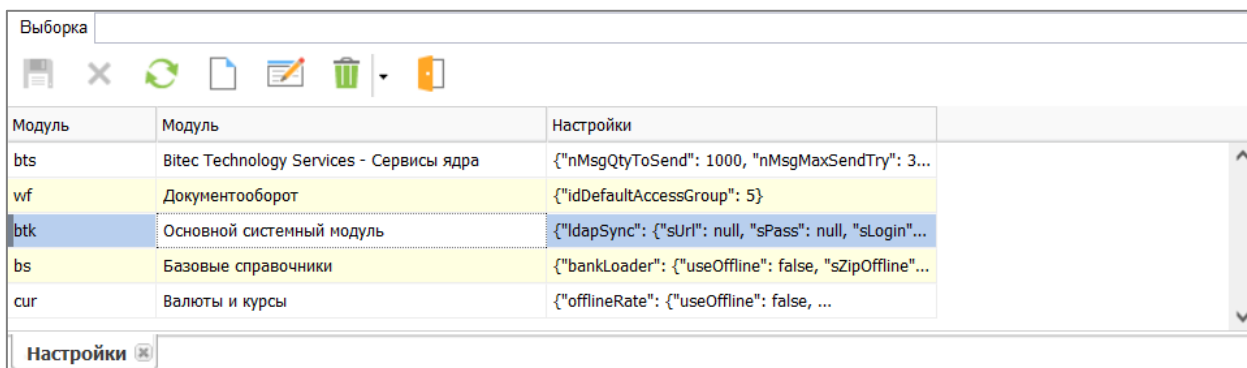 Выборка
Модуль Модуль Настройки
bts Bitec Technology Services - Сервисы ядра {"nMsgQtyToSend": 1000, "nMsgMaxSendTry": 3...
wf Документооборот {"idDefaultAccessGroup": 5}
btk Основной системный модуль {"ldapSync": {"sUrl": null, "sPass": null, "sLogin"...
bs Базовые справочники {"bankLoader": {"useOffline": false, "sZipOffline"...
cur Валюты и курсы {"offlineRate": {"useOffline": false, ...
Настройки